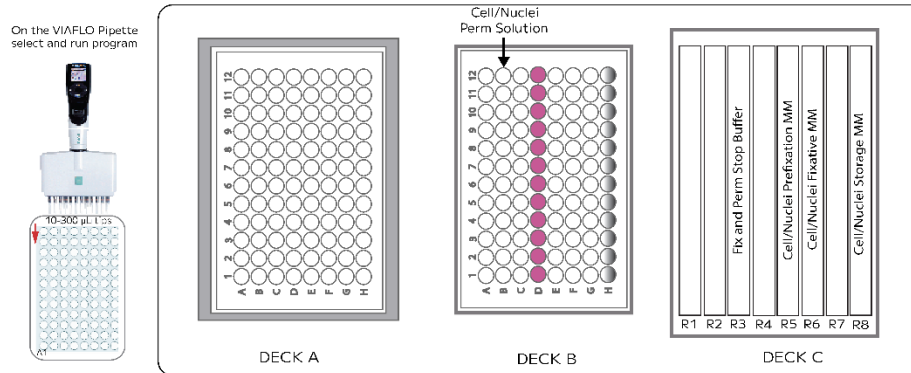 On the VIAFLO Pipette
select and run program
10-300 µL tips
A1
12
11
10
9
8
7
6
5
4
3
2
1
A
B
C
D
E
F
G
H
DECK A
Cell/Nuclei
Perm Solution
12
11
10
9
8
7
6
5
4
3
2
1
A
B
C
D
E
F
G
H
DECK B
Fix and Perm Stop Buffer
Cell/Nuclei Prefixation MM
Cell/Nuclei Fixative MM
Cell/Nuclei Storage MM
R1 R2 R3 R4 R5 R6 R7 R8
DECK C